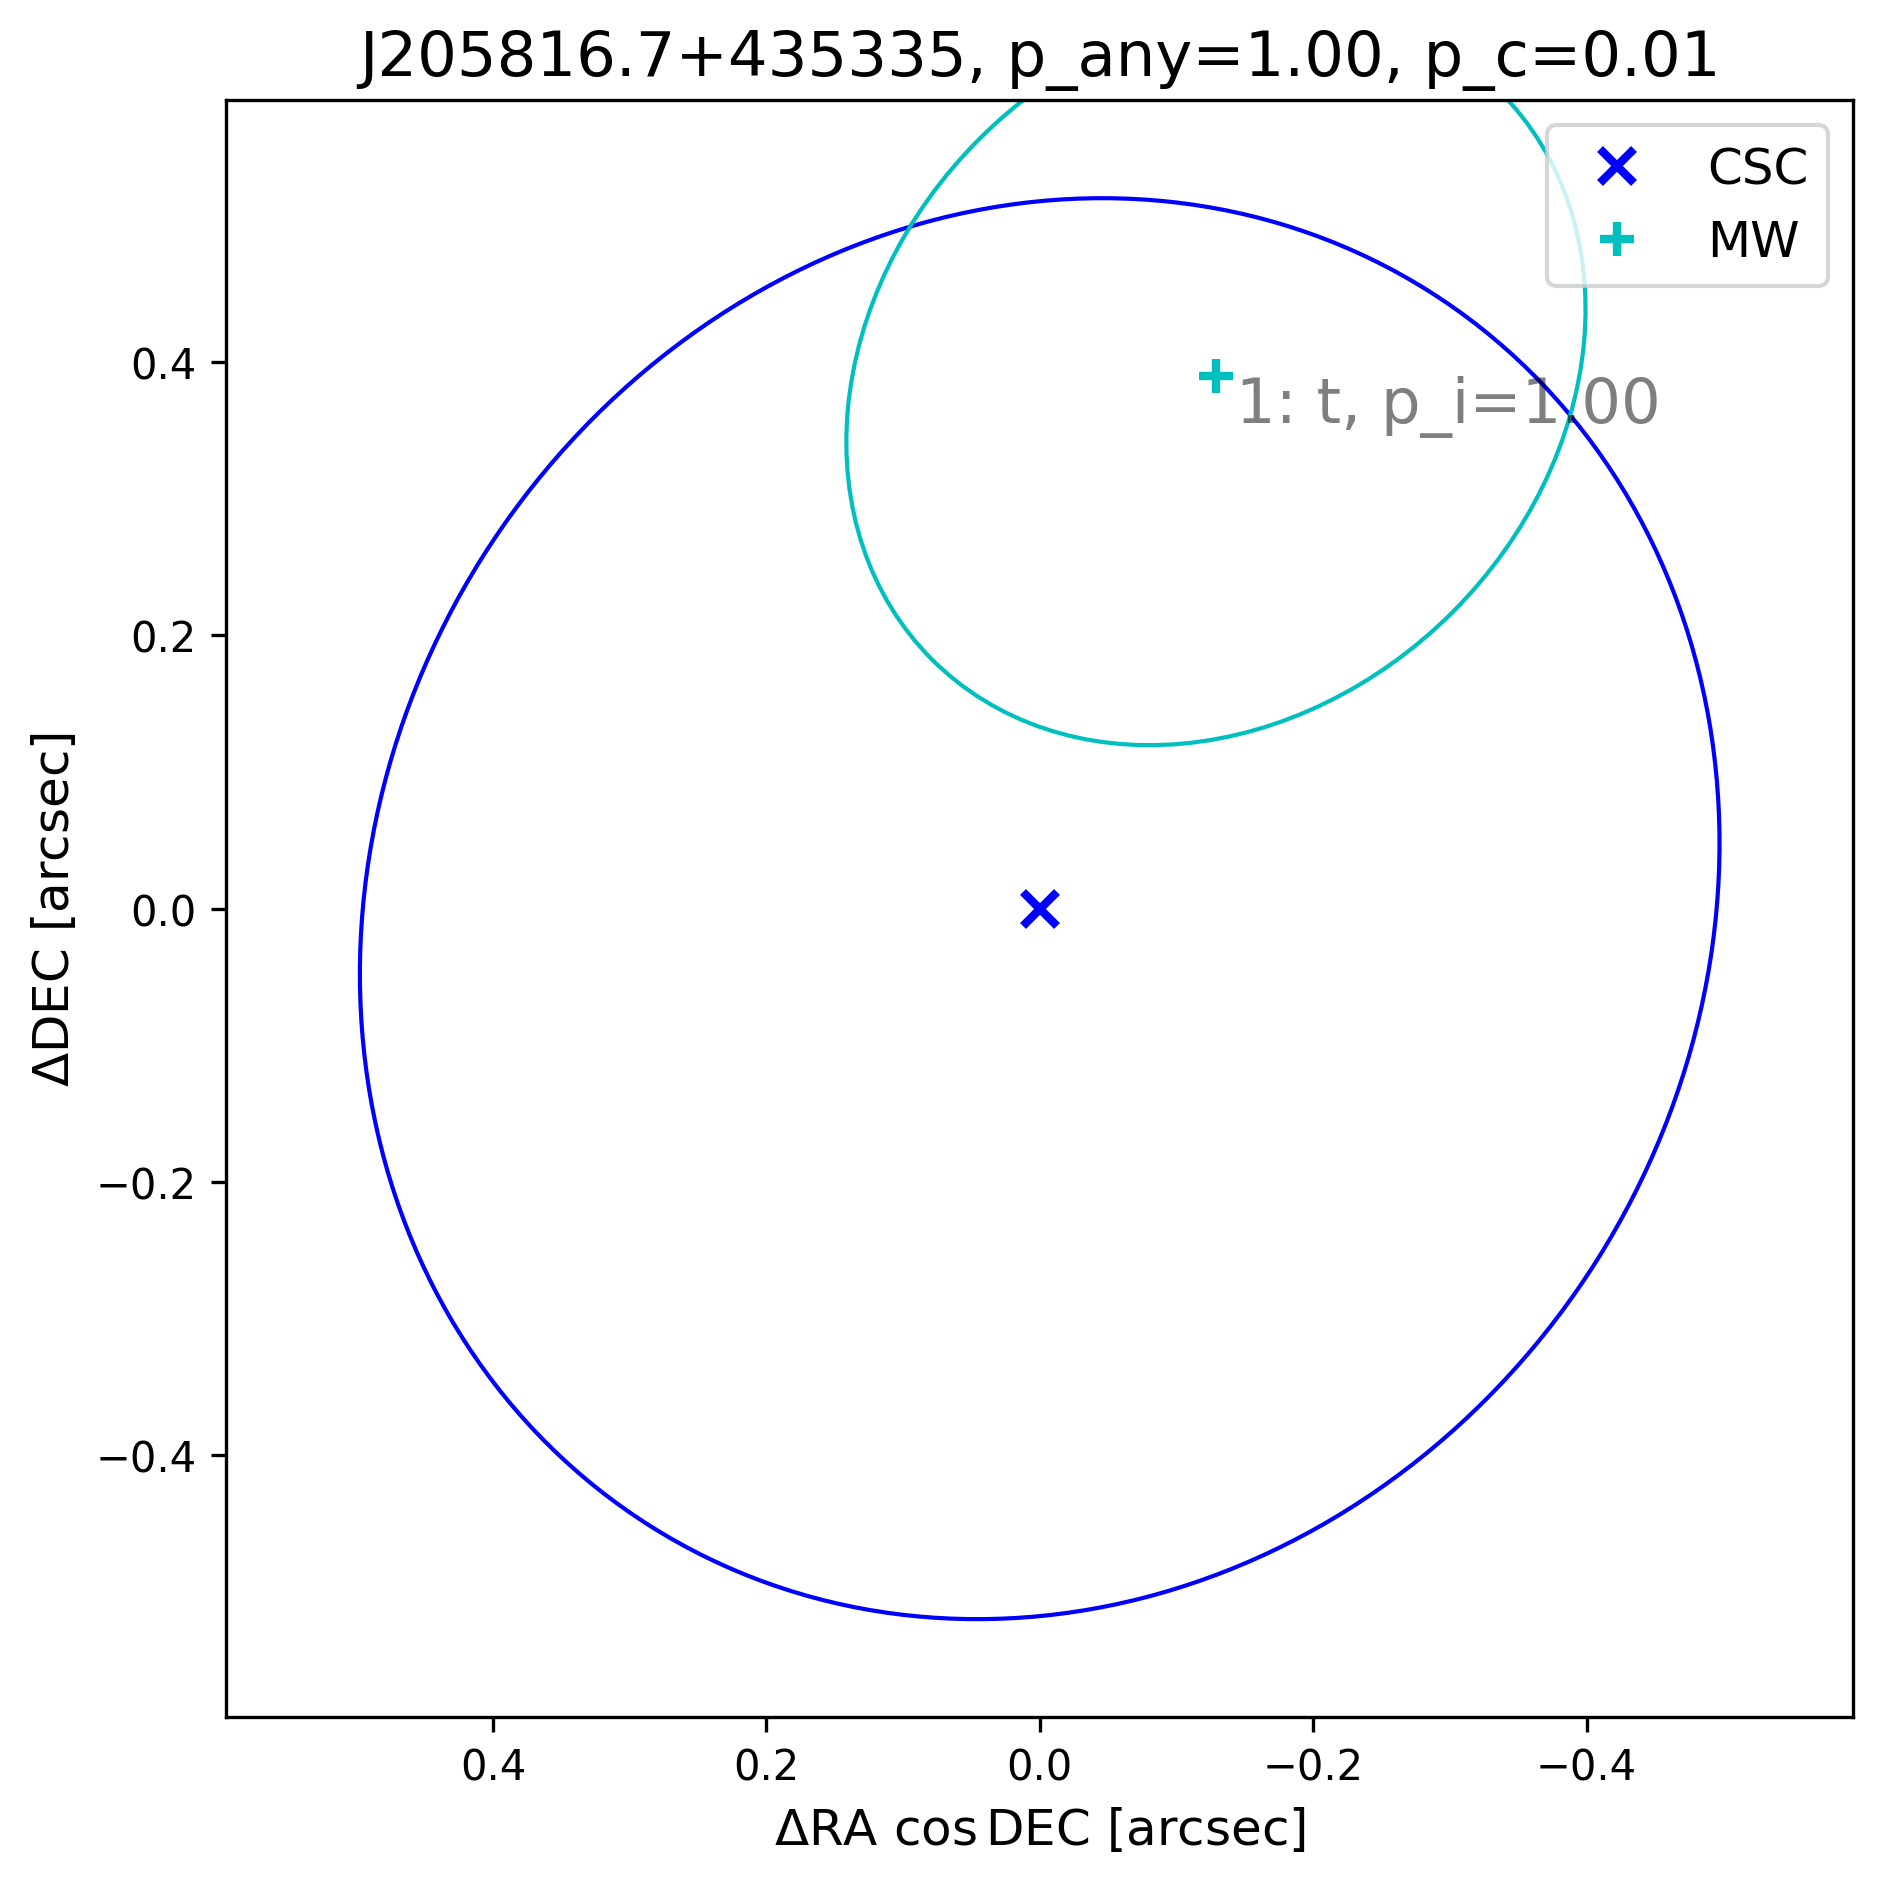 J205816.7+435335, p_any=1.00, p_c=0.01
CSC
MW
1: t, p_i=1.00
0.4
0.2
0.0
−0.2
−0.4
ΔDEC [arcsec]
0.4 0.2 0.0 −0.2 −0.4
ΔRA cos DEC [arcsec]